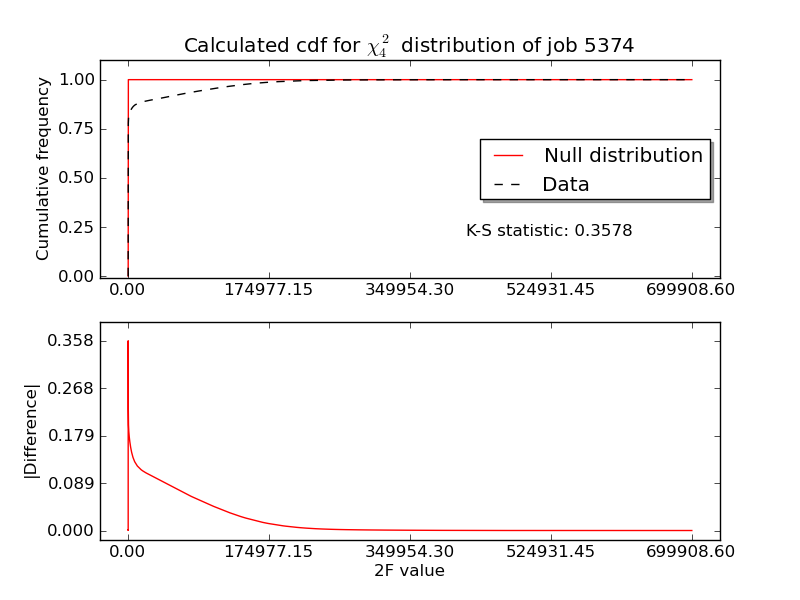 Calculated cdf for χ₄² distribution of job 5374
Cumulative frequency
1.00
0.75
0.50
0.25
0.00
Null distribution
Data
K-S statistic: 0.3578
0.00 174977.15 349954.30 524931.45 699908.60
|Difference|
0.358
0.268
0.179
0.089
0.000
0.00 174977.15 349954.30 524931.45 699908.60
2F value